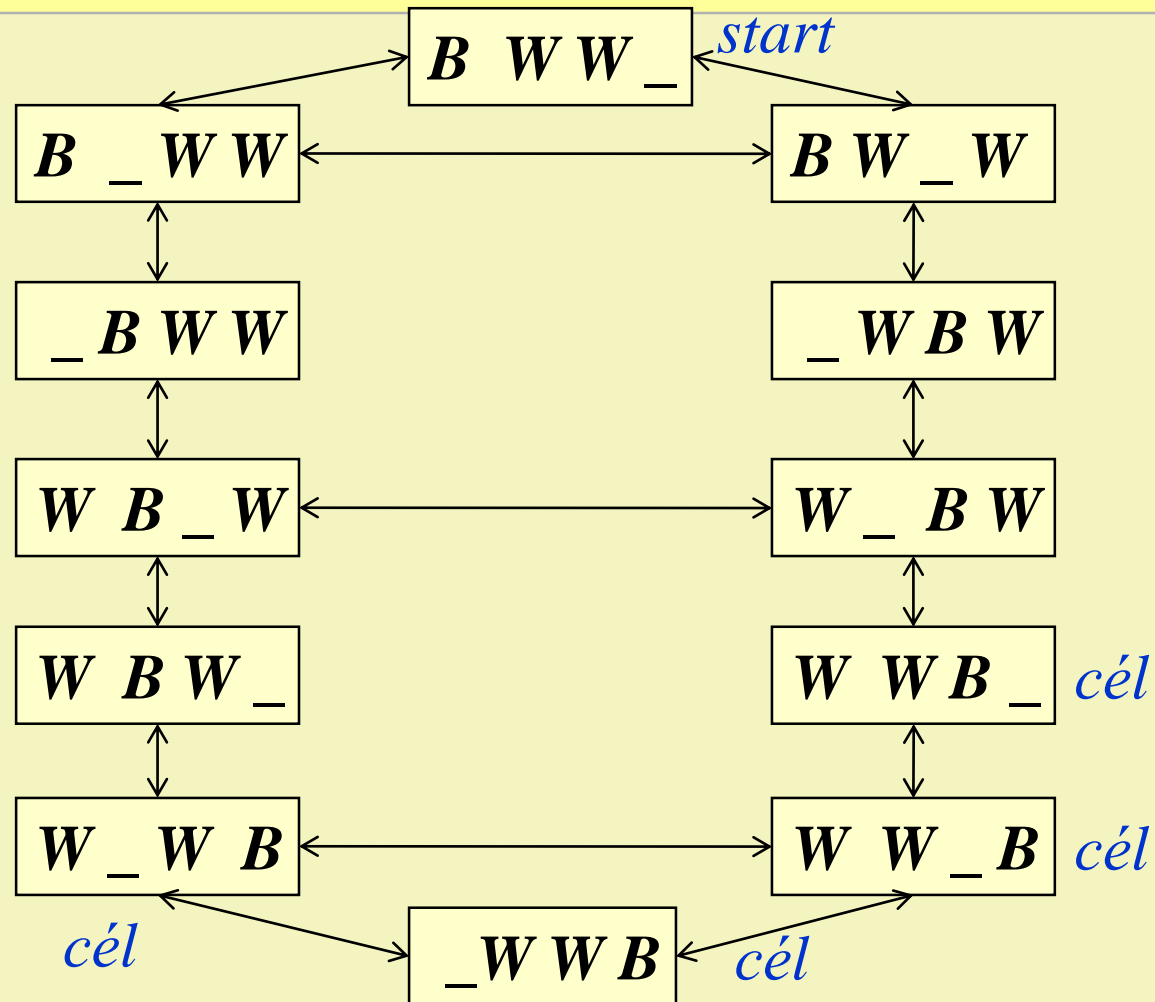 B W W _ start
B _ W W
B W _ W
_ B W W
_ W B W
W B _ W
W _ B W
W B W _
W W B _ cél
W _ W B
W W _ B cél
cél
_ W W B cél